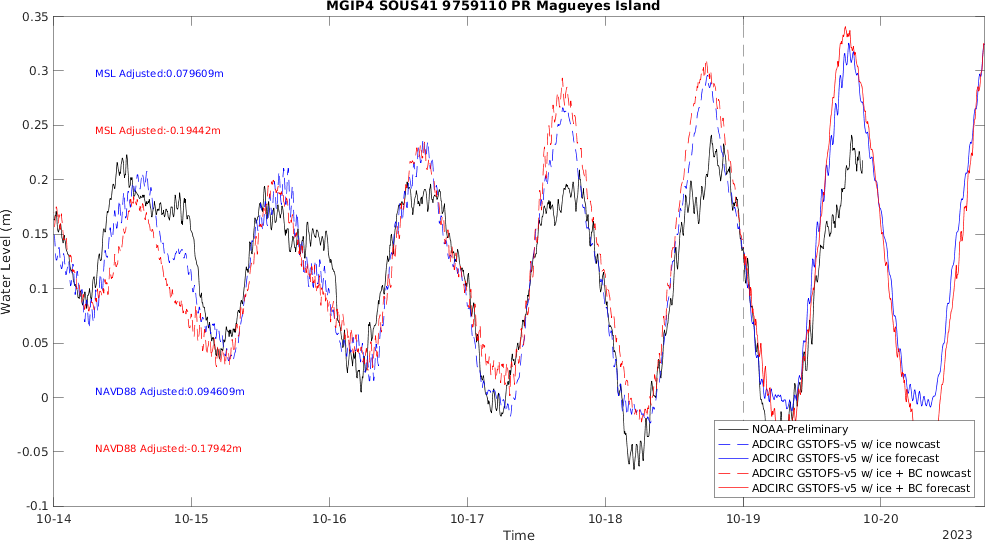 MGIP4 SOUS41 9759110 PR Magueyes Island
0.35
0.3
0.25
0.2
0.15
0.1
0.05
0
-0.05
-0.1
Water Level (m)
MSL Adjusted:0.079609m
MSL Adjusted:-0.19442m
NAVD88 Adjusted:0.094609m
NAVD88 Adjusted:-0.17942m
NOAA-Preliminary
ADCIRC GSTOFS-v5 w/ ice nowcast
ADCIRC GSTOFS-v5 w/ ice forecast
ADCIRC GSTOFS-v5 w/ ice + BC nowcast
ADCIRC GSTOFS-v5 w/ ice + BC forecast
10-14 10-15 10-16 10-17 10-18 10-19 10-20
Time
2023